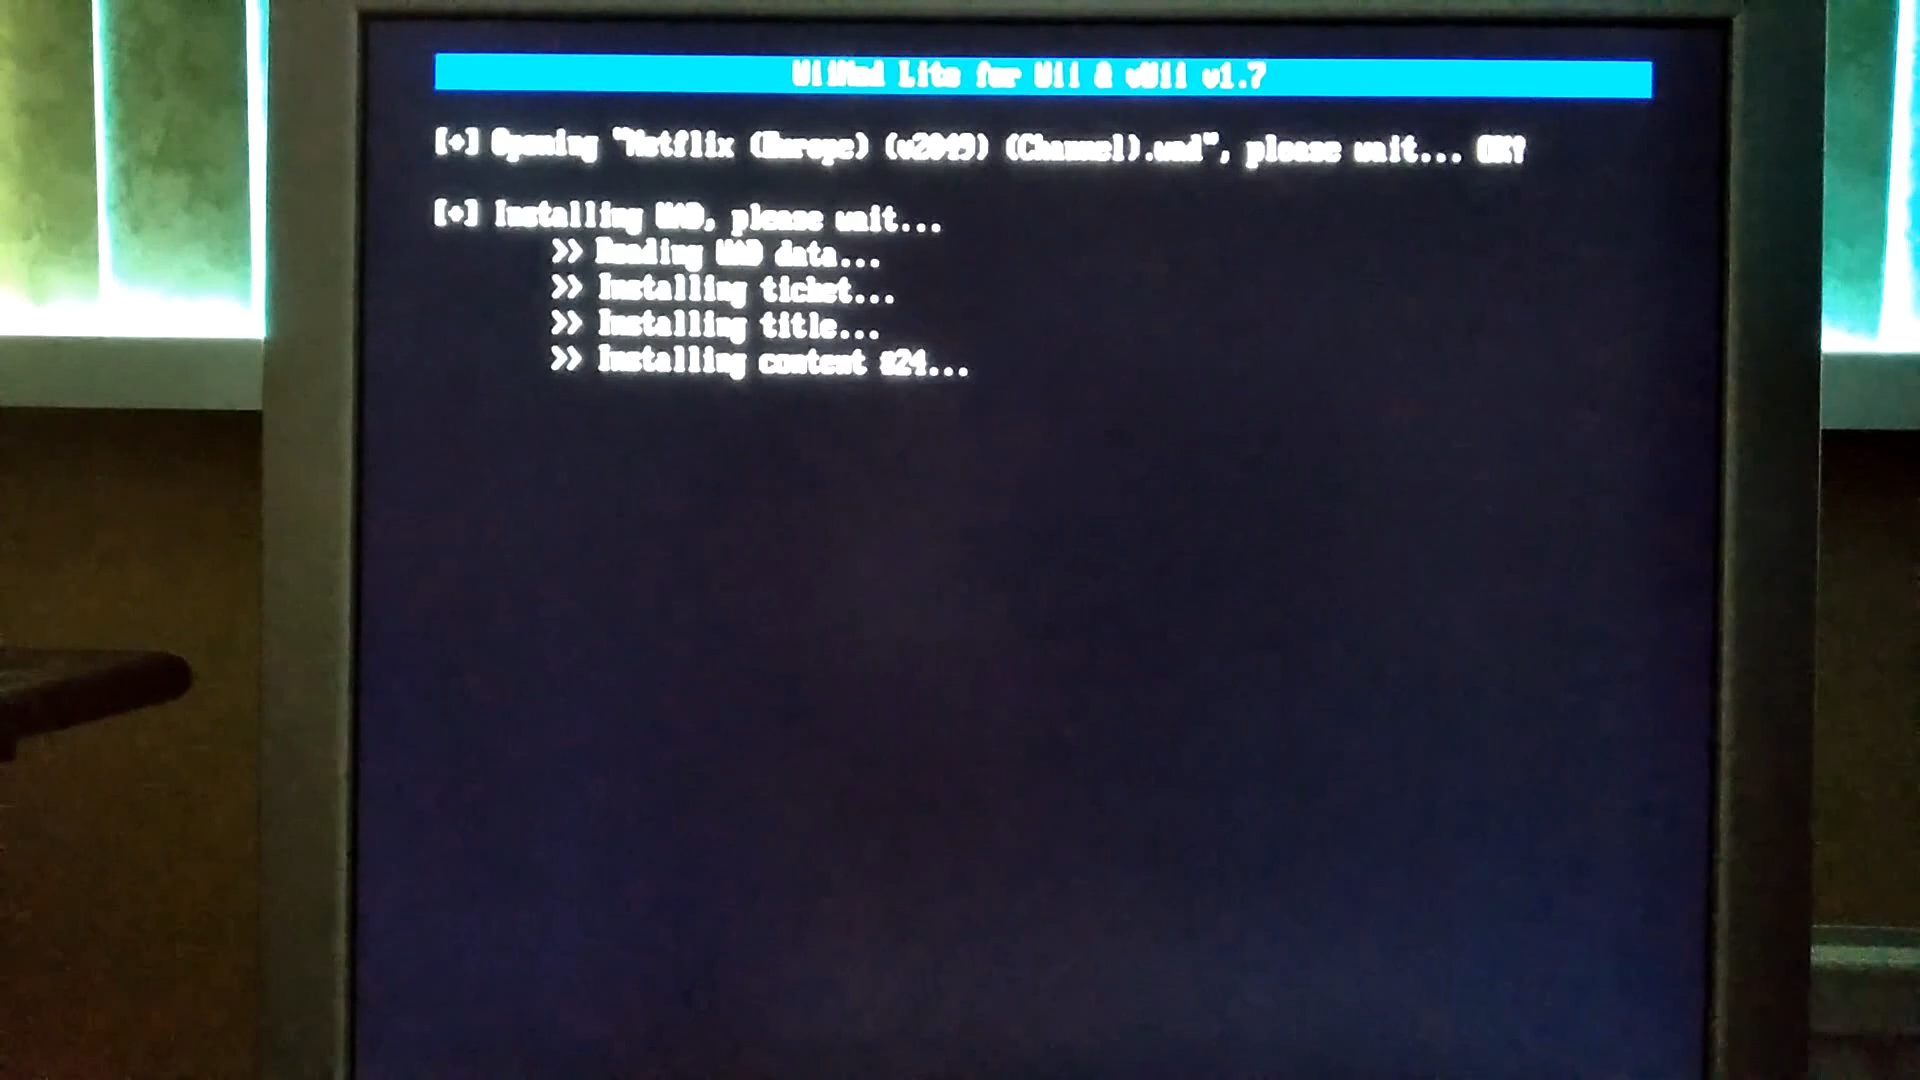 WiiMod Lite for Wii & vWii v1.7
[+] Opening "Netflix (Europe) (v2049) (Channel).wad", please wait... OK!
[+] Installing WAD, please wait...
>> Reading WAD data...
>> Installing ticket...
>> Installing title...
>> Installing content #24...